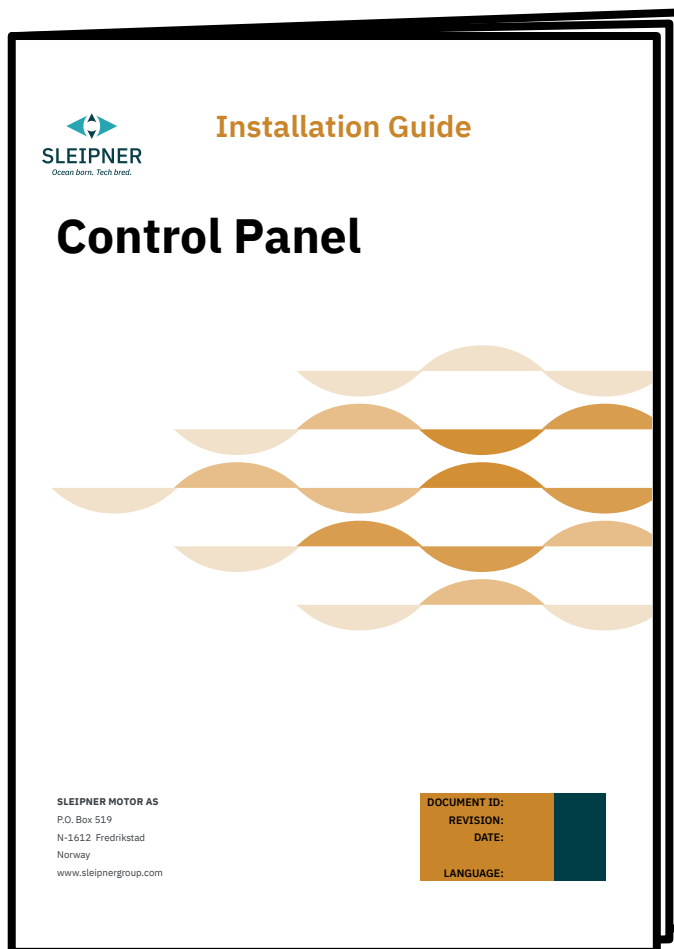 Installation Guide
SLEIPNER
Ocean born. Tech bred.
Control Panel
SLEIPNER MOTOR AS
P.O. Box 519
N-1612 Fredrikstad
Norway
www.sleipnergroup.com
DOCUMENT ID:
REVISION:
DATE:
LANGUAGE: